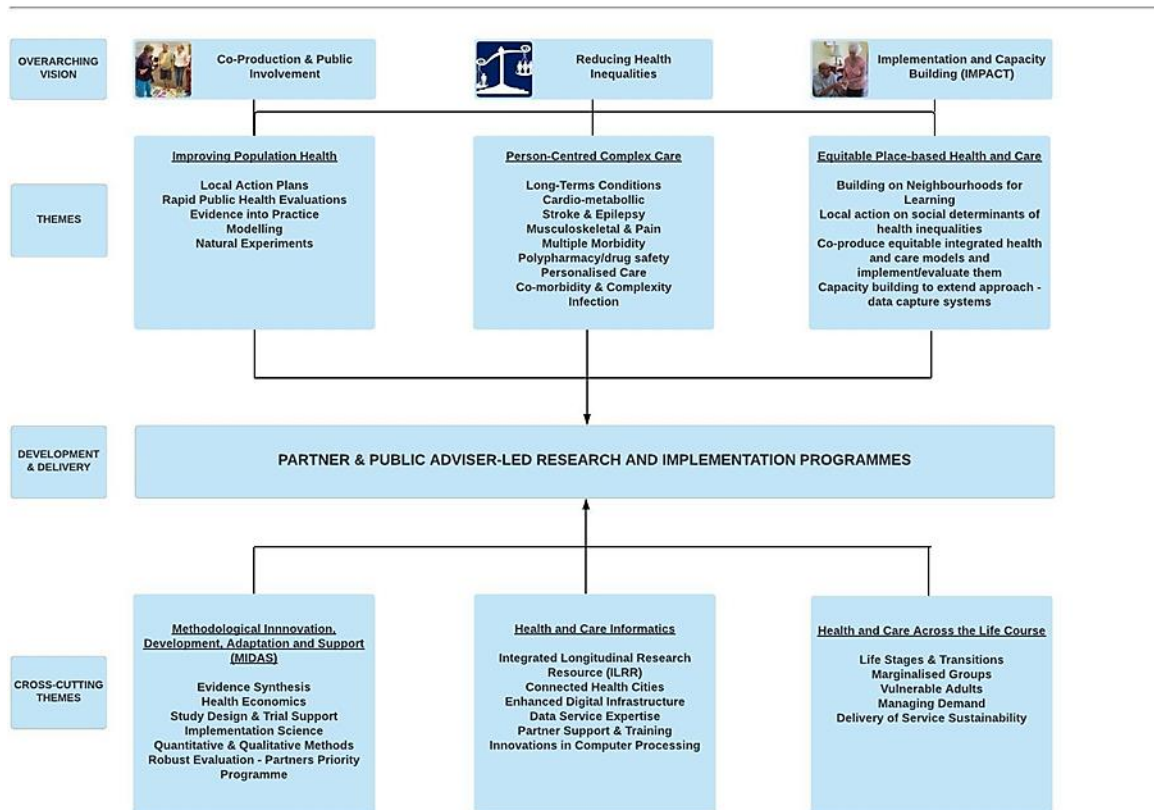 OVERARCHING
VISION
Co-Production & Public
Involvement
Reducing Health
Inequalities
Implementation and Capacity
Building (IMPACT)
THEMES
Improving Population Health
Local Action Plans
Rapid Public Health Evaluations
Evidence into Practice
Modelling
Natural Experiments
Person-Centred Complex Care
Long-Terms Conditions
Cardio-metabollic
Stroke & Epilepsy
Musculoskeletal & Pain
Multiple Morbidity
Polypharmacy/drug safety
Personalised Care
Co-morbidity & Complexity
Infection
Equitable Place-based Health and Care
Building on Neighbourhoods for
Learning
Local action on social determinants of
health inequalities
Co-produce equitable integrated health
and care models and
implement/evaluate them
Capacity building to extend approach -
data capture systems
DEVELOPMENT
& DELIVERY
PARTNER & PUBLIC ADVISER-LED RESEARCH AND IMPLEMENTATION PROGRAMMES
CROSS-CUTTING
THEMES
Methodological Innnovation,
Development, Adaptation and Support
(MIDAS)
Evidence Synthesis
Health Economics
Study Design & Trial Support
Implementation Science
Quantitative & Qualitative Methods
Robust Evaluation - Partners Priority
Programme
Health and Care Informatics
Integrated Longitudinal Research
Resource (ILRR)
Connected Health Cities
Enhanced Digital Infrastructure
Data Service Expertise
Partner Support & Training
Innovations in Computer Processing
Health and Care Across the Life Course
Life Stages & Transitions
Marginalised Groups
Vulnerable Adults
Managing Demand
Delivery of Service Sustainability